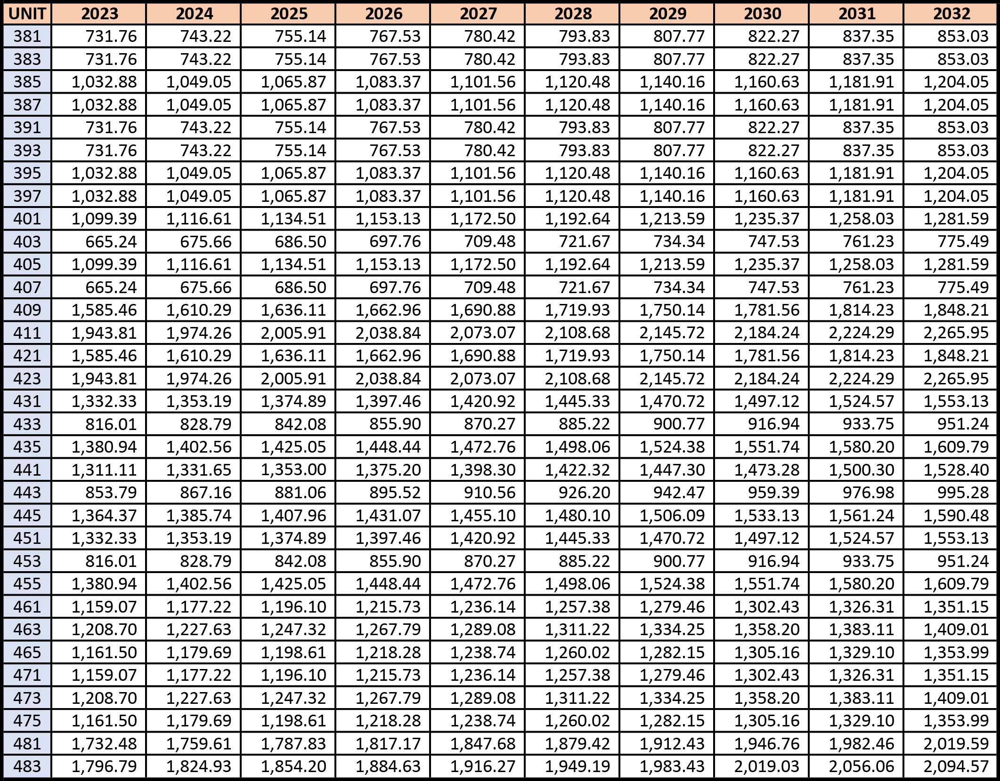 UNIT 2023 2024 2025 2026 2027 2028 2029 2030 2031 2032
381 731.76 743.22 755.14 767.53 780.42 793.83 807.77 822.27 837.35 853.03
383 731.76 743.22 755.14 767.53 780.42 793.83 807.77 822.27 837.35 853.03
385 1,032.88 1,049.05 1,065.87 1,083.37 1,101.56 1,120.48 1,140.16 1,160.63 1,181.91 1,204.05
387 1,032.88 1,049.05 1,065.87 1,083.37 1,101.56 1,120.48 1,140.16 1,160.63 1,181.91 1,204.05
391 731.76 743.22 755.14 767.53 780.42 793.83 807.77 822.27 837.35 853.03
393 731.76 743.22 755.14 767.53 780.42 793.83 807.77 822.27 837.35 853.03
395 1,032.88 1,049.05 1,065.87 1,083.37 1,101.56 1,120.48 1,140.16 1,160.63 1,181.91 1,204.05
397 1,032.88 1,049.05 1,065.87 1,083.37 1,101.56 1,120.48 1,140.16 1,160.63 1,181.91 1,204.05
401 1,099.39 1,116.61 1,134.51 1,153.13 1,172.50 1,192.64 1,213.59 1,235.37 1,258.03 1,281.59
403 665.24 675.66 686.50 697.76 709.48 721.67 734.34 747.53 761.23 775.49
405 1,099.39 1,116.61 1,134.51 1,153.13 1,172.50 1,192.64 1,213.59 1,235.37 1,258.03 1,281.59
407 665.24 675.66 686.50 697.76 709.48 721.67 734.34 747.53 761.23 775.49
409 1,585.46 1,610.29 1,636.11 1,662.96 1,690.88 1,719.93 1,750.14 1,781.56 1,814.23 1,848.21
411 1,943.81 1,974.26 2,005.91 2,038.84 2,073.07 2,108.68 2,145.72 2,184.24 2,224.29 2,265.95
421 1,585.46 1,610.29 1,636.11 1,662.96 1,690.88 1,719.93 1,750.14 1,781.56 1,814.23 1,848.21
423 1,943.81 1,974.26 2,005.91 2,038.84 2,073.07 2,108.68 2,145.72 2,184.24 2,224.29 2,265.95
431 1,332.33 1,353.19 1,374.89 1,397.46 1,420.92 1,445.33 1,470.72 1,497.12 1,524.57 1,553.13
433 816.01 828.79 842.08 855.90 870.27 885.22 900.77 916.94 933.75 951.24
435 1,380.94 1,402.56 1,425.05 1,448.44 1,472.76 1,498.06 1,524.38 1,551.74 1,580.20 1,609.79
441 1,311.11 1,331.65 1,353.00 1,375.20 1,398.30 1,422.32 1,447.30 1,473.28 1,500.30 1,528.40
443 853.79 867.16 881.06 895.52 910.56 926.20 942.47 959.39 976.98 995.28
445 1,364.37 1,385.74 1,407.96 1,431.07 1,455.10 1,480.10 1,506.09 1,533.13 1,561.24 1,590.48
451 1,332.33 1,353.19 1,374.89 1,397.46 1,420.92 1,445.33 1,470.72 1,497.12 1,524.57 1,553.13
453 816.01 828.79 842.08 855.90 870.27 885.22 900.77 916.94 933.75 951.24
455 1,380.94 1,402.56 1,425.05 1,448.44 1,472.76 1,498.06 1,524.38 1,551.74 1,580.20 1,609.79
461 1,159.07 1,177.22 1,196.10 1,215.73 1,236.14 1,257.38 1,279.46 1,302.43 1,326.31 1,351.15
463 1,208.70 1,227.63 1,247.32 1,267.79 1,289.08 1,311.22 1,334.25 1,358.20 1,383.11 1,409.01
465 1,161.50 1,179.69 1,198.61 1,218.28 1,238.74 1,260.02 1,282.15 1,305.16 1,329.10 1,353.99
471 1,159.07 1,177.22 1,196.10 1,215.73 1,236.14 1,257.38 1,279.46 1,302.43 1,326.31 1,351.15
473 1,208.70 1,227.63 1,247.32 1,267.79 1,289.08 1,311.22 1,334.25 1,358.20 1,383.11 1,409.01
475 1,161.50 1,179.69 1,198.61 1,218.28 1,238.74 1,260.02 1,282.15 1,305.16 1,329.10 1,353.99
481 1,732.48 1,759.61 1,787.83 1,817.17 1,847.68 1,879.42 1,912.43 1,946.76 1,982.46 2,019.59
483 1,796.79 1,824.93 1,854.20 1,884.63 1,916.27 1,949.19 1,983.43 2,019.03 2,056.06 2,094.57